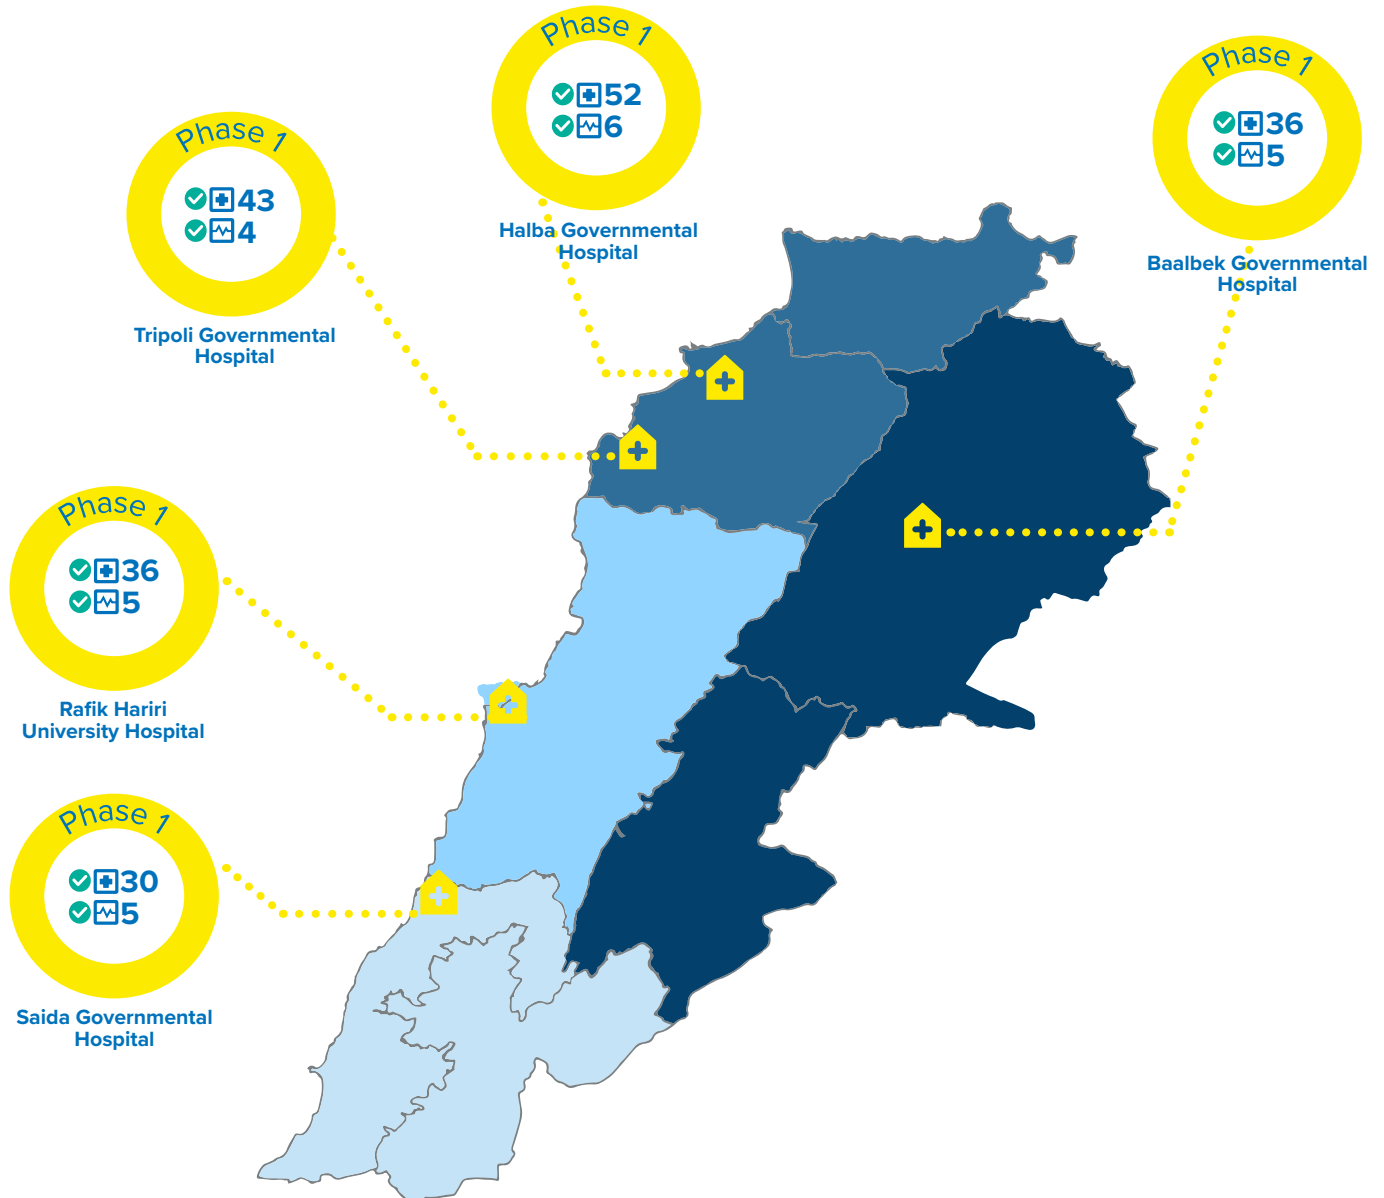 Phase 1
52
6
Halba Governmental
Hospital
Phase 1
36
5
Baalbek Governmental
Hospital
Phase 1
43
4
Tripoli Governmental
Hospital
Phase 1
36
5
Rafik Hariri
University Hospital
Phase 1
30
5
Saida Governmental
Hospital